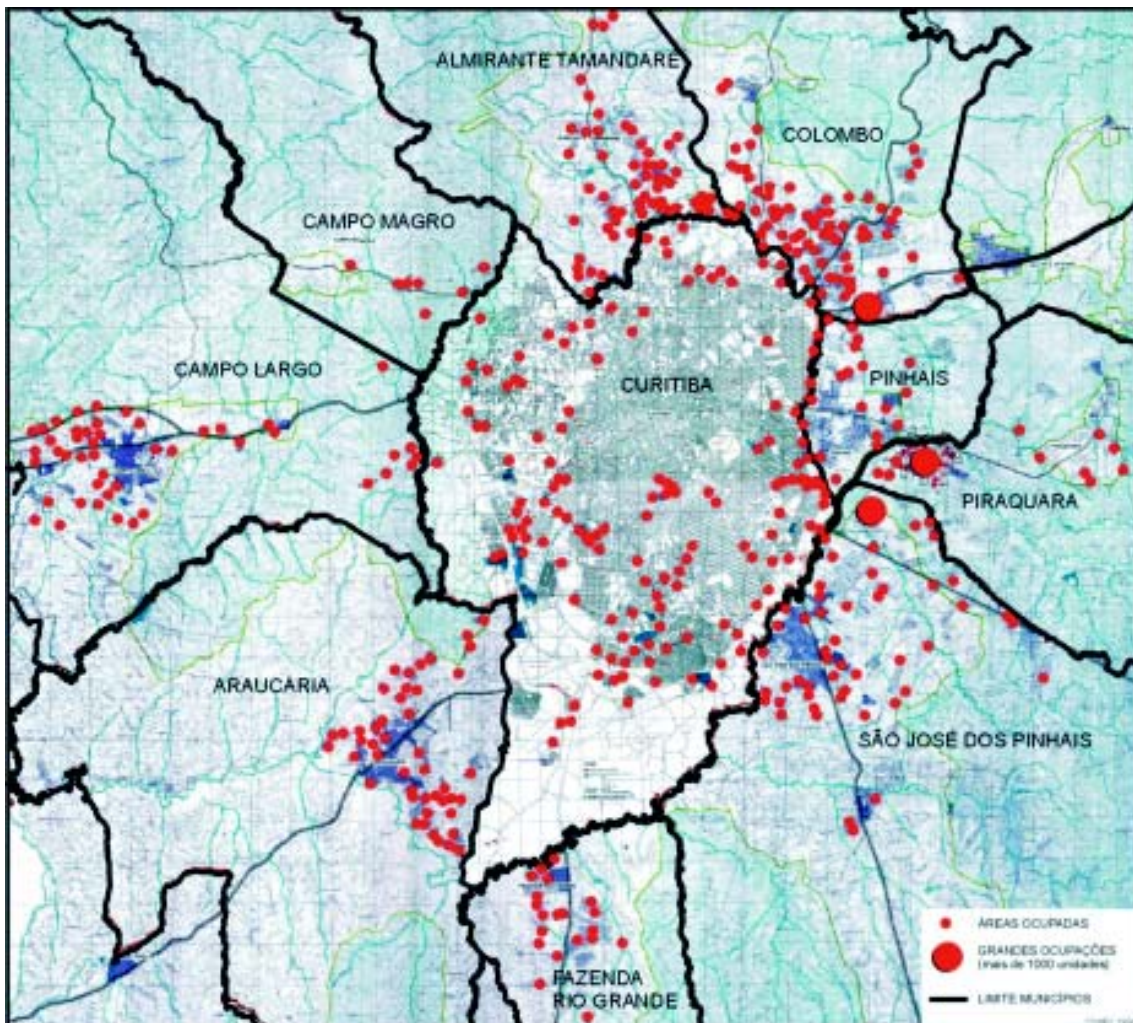 ALMIRANTE TAMANDARÉ
COLOMBO
CAMPO MAGRO
CAMPO LARGO
CURITIBA
PINHAIS
PIRAQUARA
ARAUCÁRIA
SÃO JOSÉ DOS PINHAIS
FAZENDA
RIO GRANDE
ÁREAS OCUPADAS
GRANDES OCUPAÇÕES
(mais de 1000 unidades)
LIMITE MUNICÍPIOS